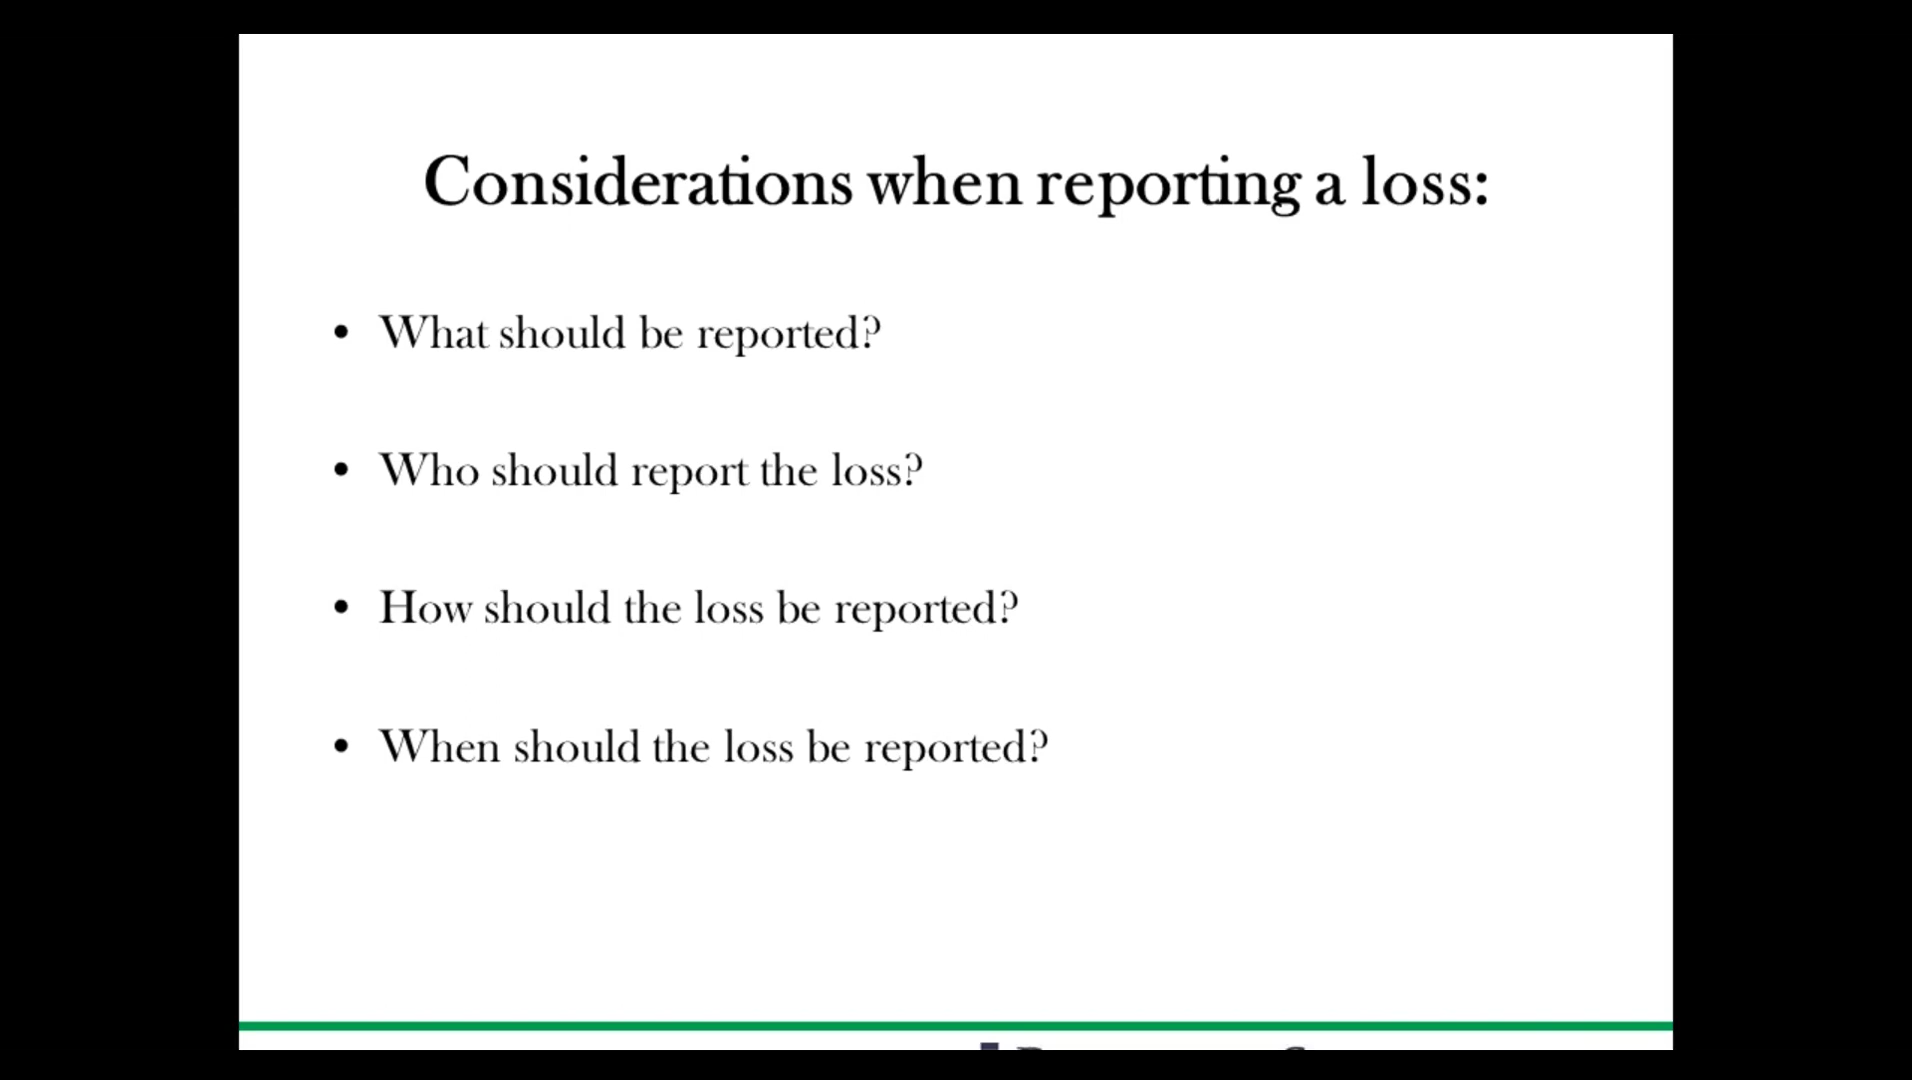 Considerations when reporting a loss:
• What should be reported?
• Who should report the loss?
• How should the loss be reported?
• When should the loss be reported?